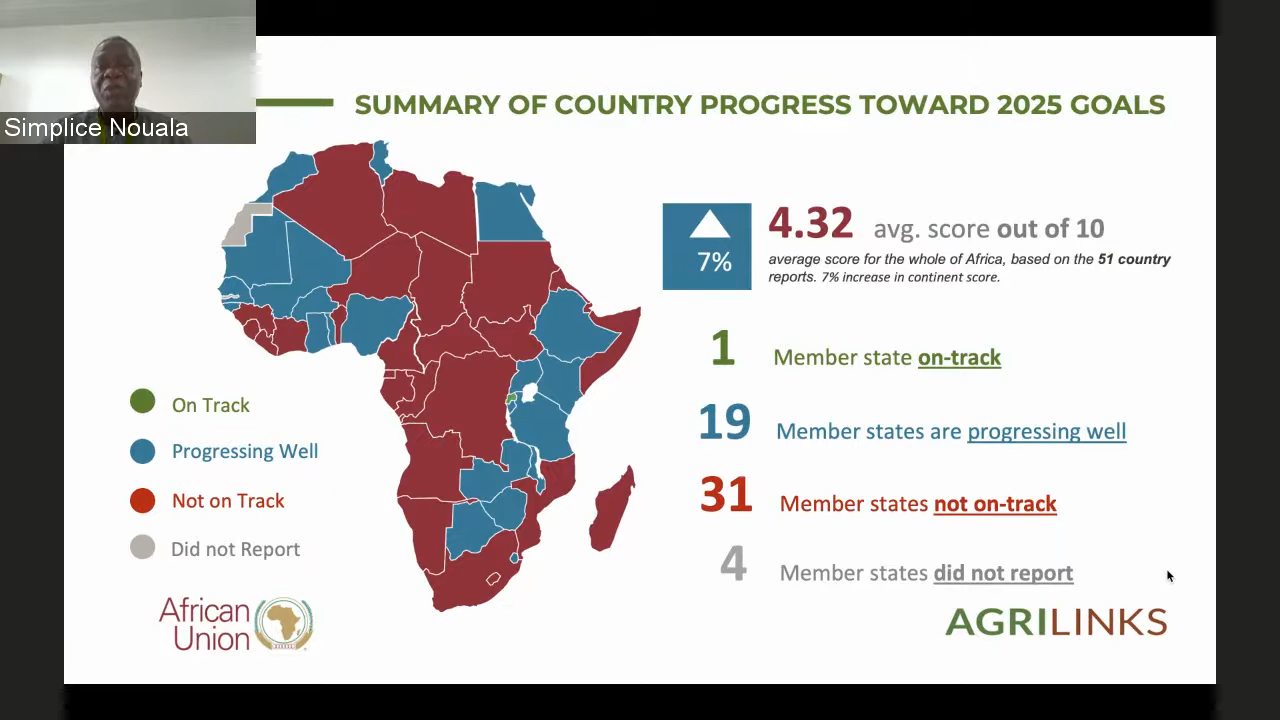 Simplice Nouala
SUMMARY OF COUNTRY PROGRESS TOWARD 2025 GOALS
7%
4.32 avg. score out of 10
average score for the whole of Africa, based on the 51 country
reports. 7% increase in continent score.
1 Member state on-track
19 Member states are progressing well
31 Member states not on-track
4 Member states did not report
On Track
Progressing Well
Not on Track
Did not Report
African
Union
AGRILINKS